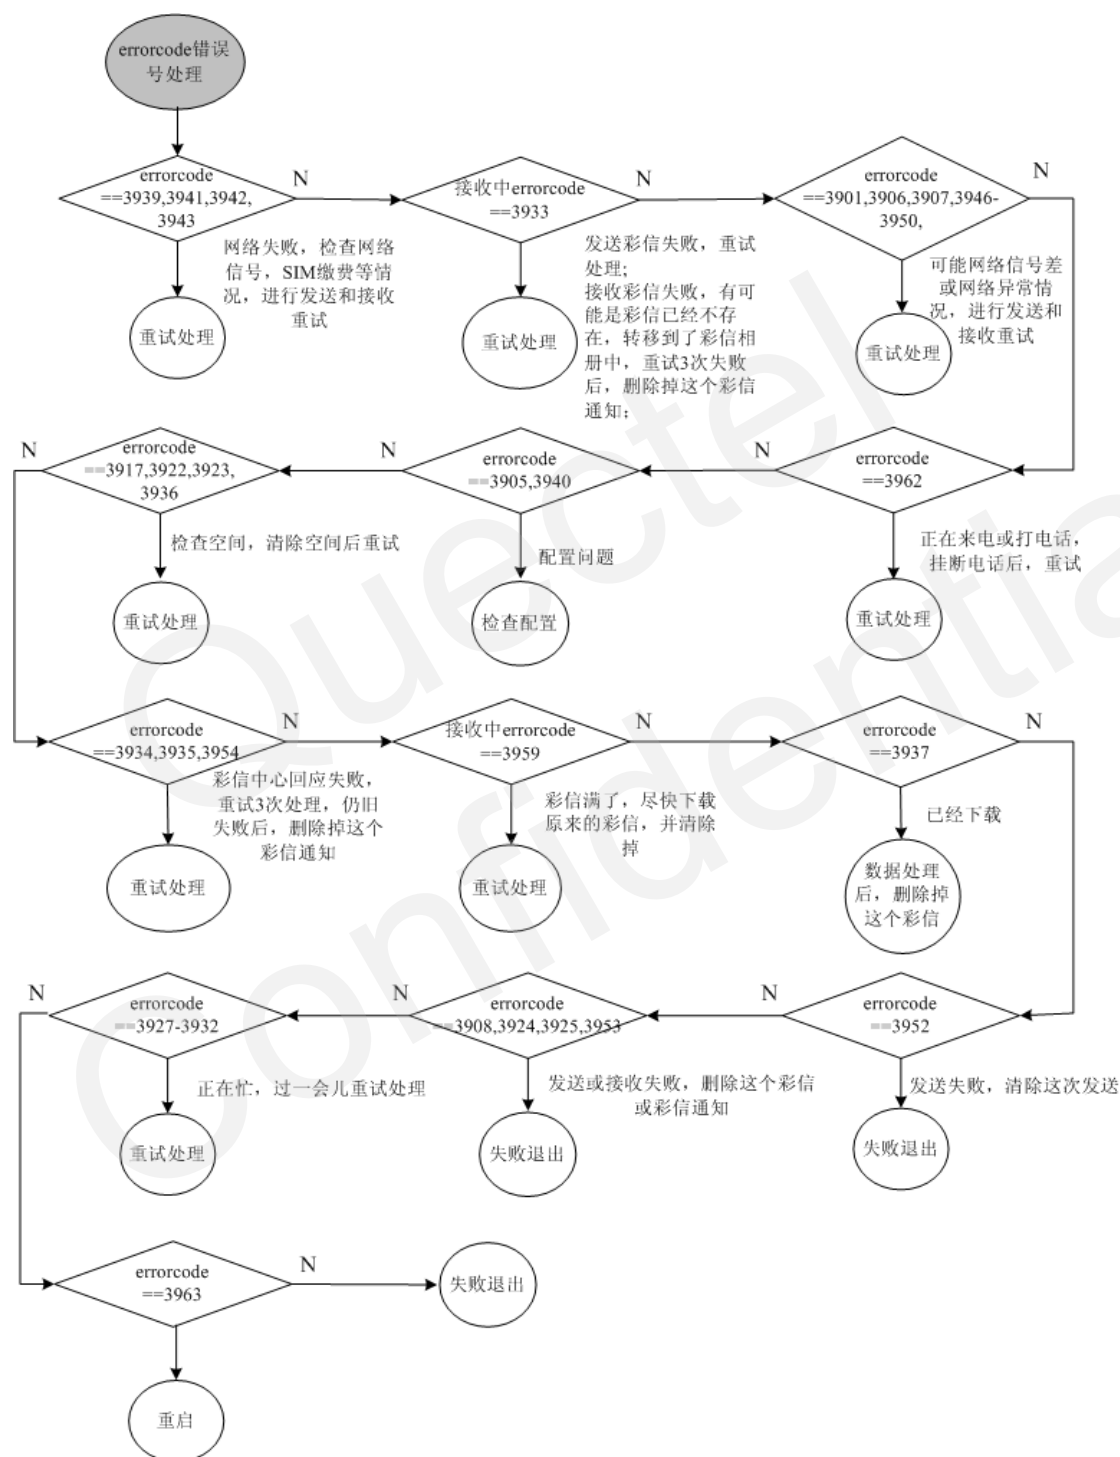 errorcode错误
号处理
errorcode
==3939,3941,3942,
3943
N
网络失败，检查网络
信号，SIM缴费等情
况，进行发送和接收
重试
重试处理
接收中errorcode
==3933
N
发送彩信失败，重试
处理;
接收彩信失败，有可
能是彩信已经不存
在，转移到了彩信相
册中，重试3次失败
后，删除掉这个彩信
通知;
重试处理
errorcode
==3901,3906,3907,3946-
3950,
N
可能网络信号差
或网络异常情
况，进行发送和
接收重试
重试处理
errorcode
==3962
N
正在来电或打电话，
挂断电话后，重试
重试处理
errorcode
==3905,3940
N
配置问题
检查配置
errorcode
==3917,3922,3923,
3936
N
检查空间，清除空间后重试
重试处理
errorcode
==3934,3935,3954
N
彩信中心回应失败，
重试3次处理，仍旧
失败后，删除掉这个
彩信通知
重试处理
接收中errorcode
==3959
N
彩信满了，尽快下载
原来的彩信，并清除
掉
重试处理
errorcode
==3937
N
已经下载
数据处理
后，删除掉
这个彩信
errorcode
==3952
N
发送失败，清除这次发送
失败退出
errorcode
==3908,3924,3925,3953
N
发送或接收失败，删除这个彩信
或彩信通知
失败退出
errorcode
==3927-3932
N
正在忙，过一会儿重试处理
重试处理
errorcode
==3963
N
失败退出
重启
Quectel
Confidential